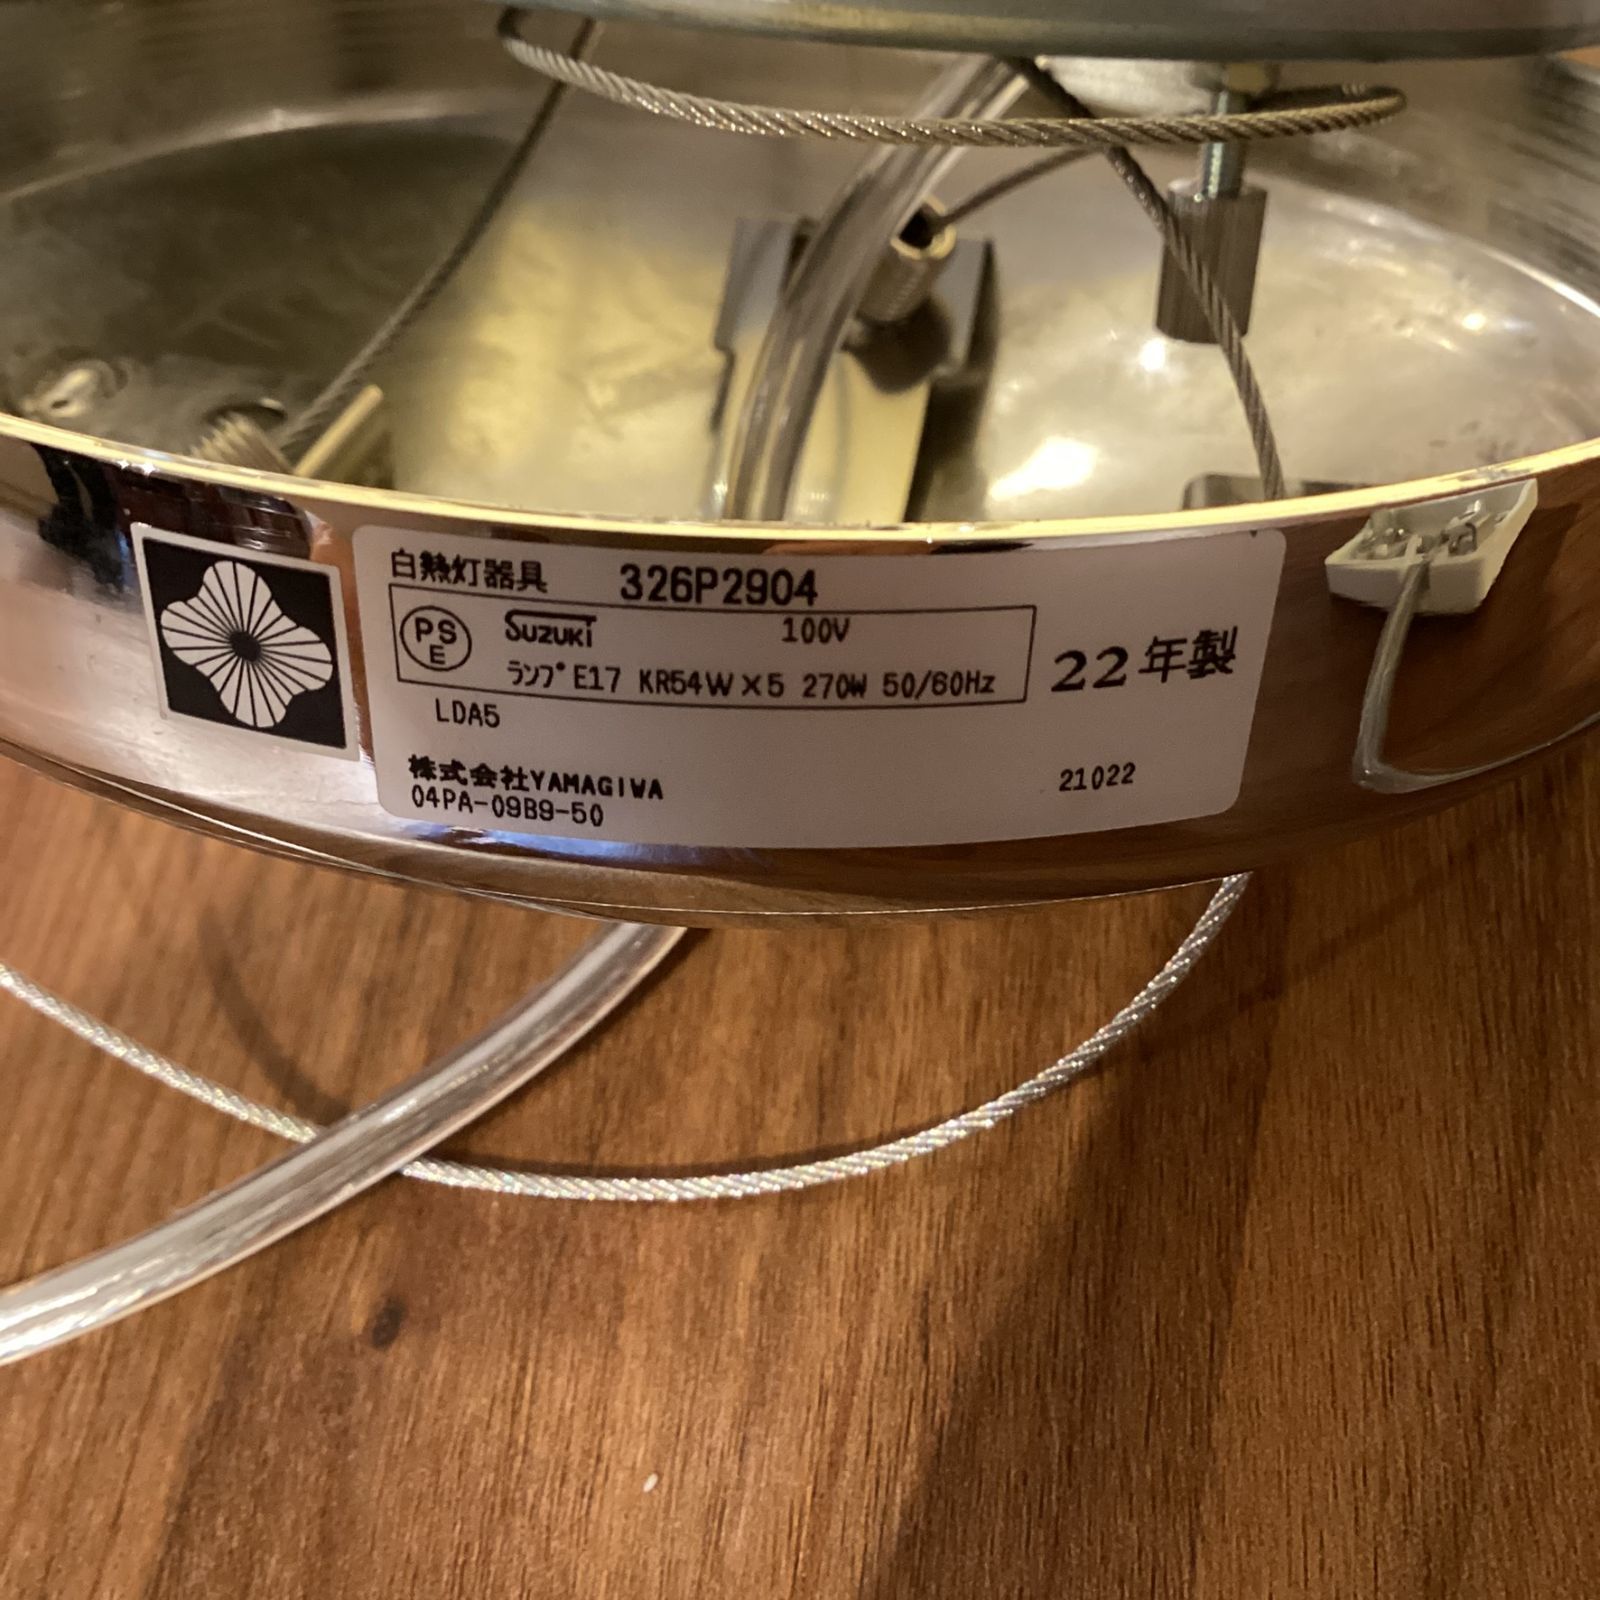 白熱灯器具 326P2904
PSE SUZUKI 100V
ランプ E17 KR54W×5 270W 50/60Hz
22年製
LDA5
株式会社YAMAGIWA
04PA-09B9-50
21022